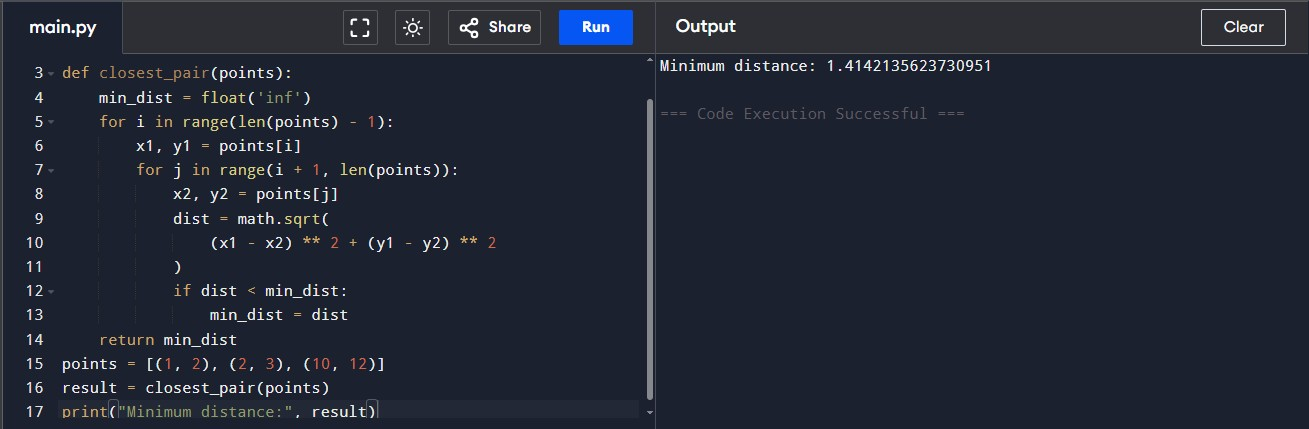 main.py
Share
Run
Output
Clear
3 def closest_pair(points):
4     min_dist = float('inf')
5     for i in range(len(points) - 1):
6         x1, y1 = points[i]
7         for j in range(i + 1, len(points)):
8             x2, y2 = points[j]
9             dist = math.sqrt(
10                 (x1 - x2) ** 2 + (y1 - y2) ** 2
11             )
12             if dist < min_dist:
13                 min_dist = dist
14     return min_dist
15 points = [(1, 2), (2, 3), (10, 12)]
16 result = closest_pair(points)
17 print("Minimum distance:", result)
Minimum distance: 1.4142135623730951
=== Code Execution Successful ===